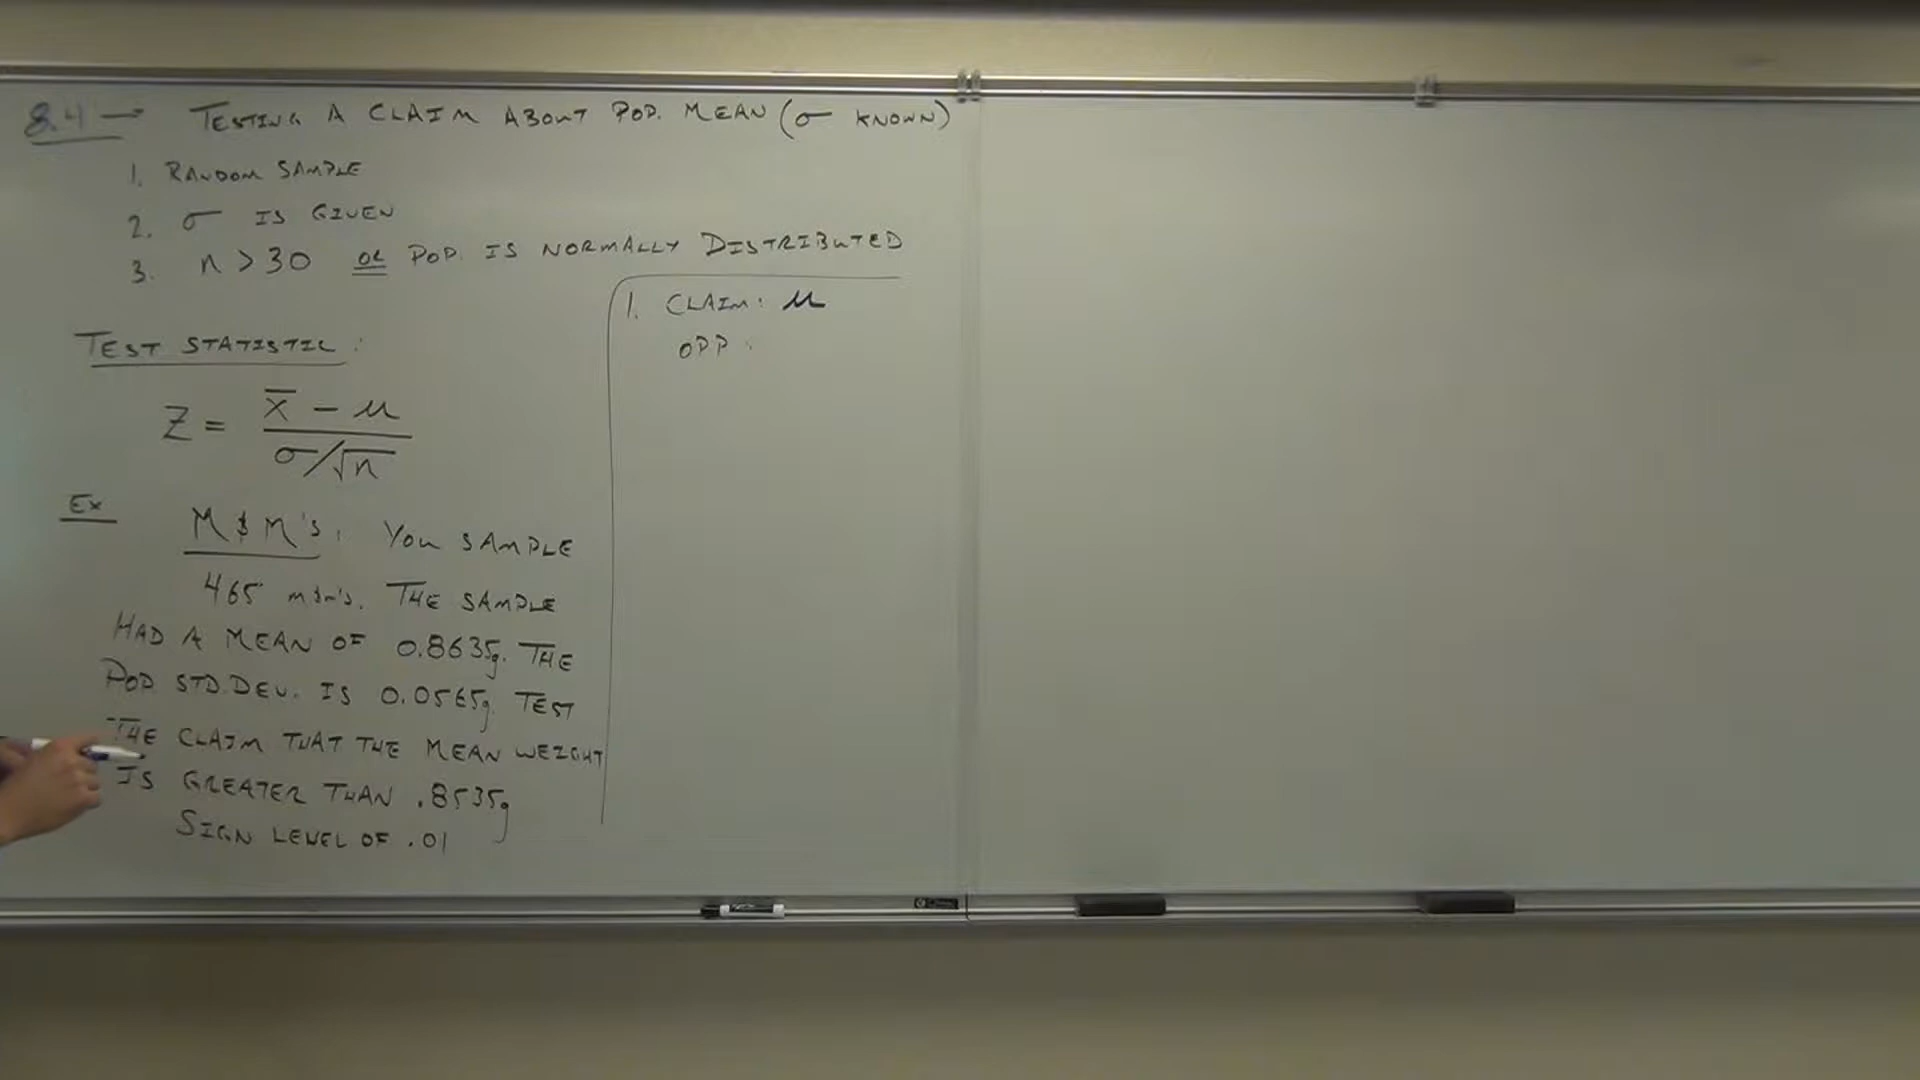 8.4 → TESTING A CLAIM ABOUT POP. MEAN (σ KNOWN)
1. RANDOM SAMPLE
2. σ IS GIVEN
3. n > 30 OR POP. IS NORMALLY DISTRIBUTED
TEST STATISTIC:
Z = (x̄ - μ) / (σ/√n)
Ex M&M's: YOU SAMPLE
465 m&m's. THE SAMPLE
HAD A MEAN OF 0.8635g. THE
POP. STD.DEV. IS 0.0565g. TEST
THE CLAIM THAT THE MEAN WEIGHT
IS GREATER THAN .8535g
SIGN LEVEL OF .01
1. CLAIM: μ
OPP: